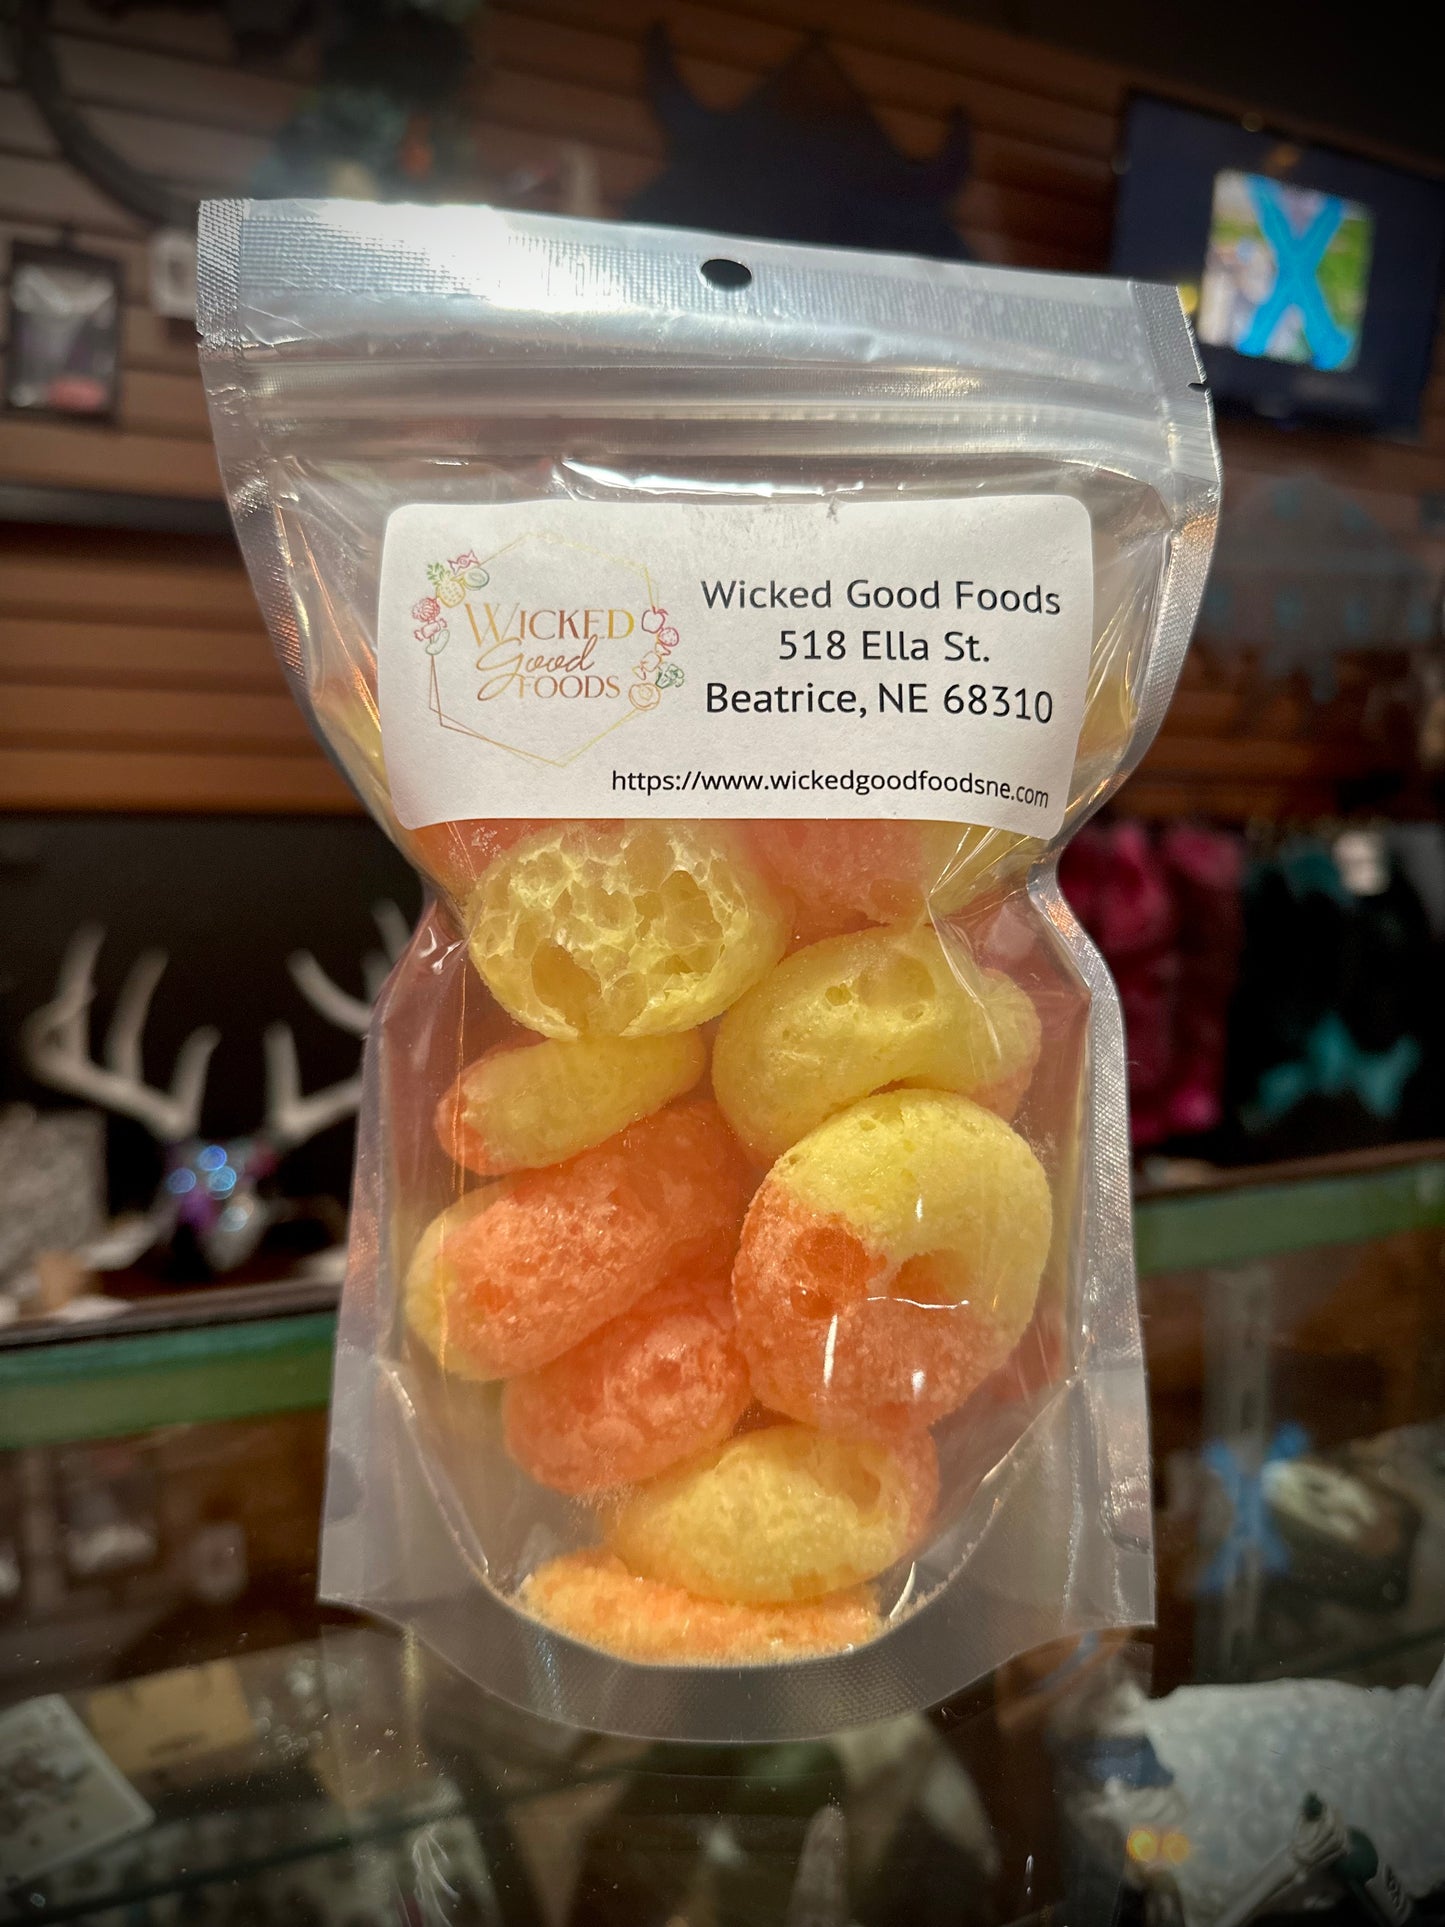 WICKED
Good
FOODS
Wicked Good Foods
518 Ella St.
Beatrice, NE 68310
https://www.wickedgoodfoodsne.com
X